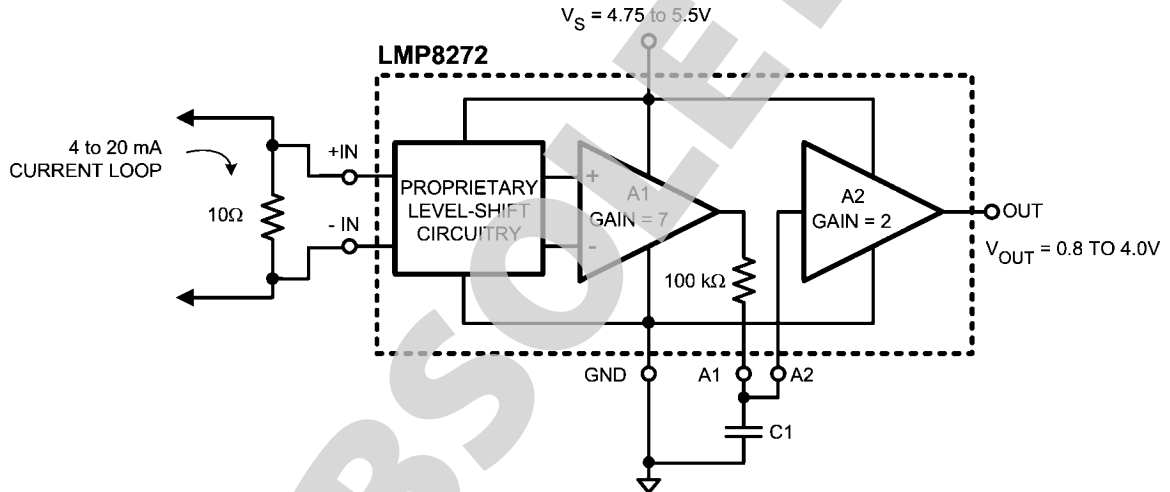 V_S = 4.75 to 5.5V
LMP8272
4 to 20 mA
CURRENT LOOP
10Ω
+IN
- IN
PROPRIETARY
LEVEL-SHIFT
CIRCUITRY
+
-
A1
GAIN = 7
100 kΩ
A2
GAIN = 2
OUT
V_OUT = 0.8 TO 4.0V
GND
A1
A2
C1
BSOLE